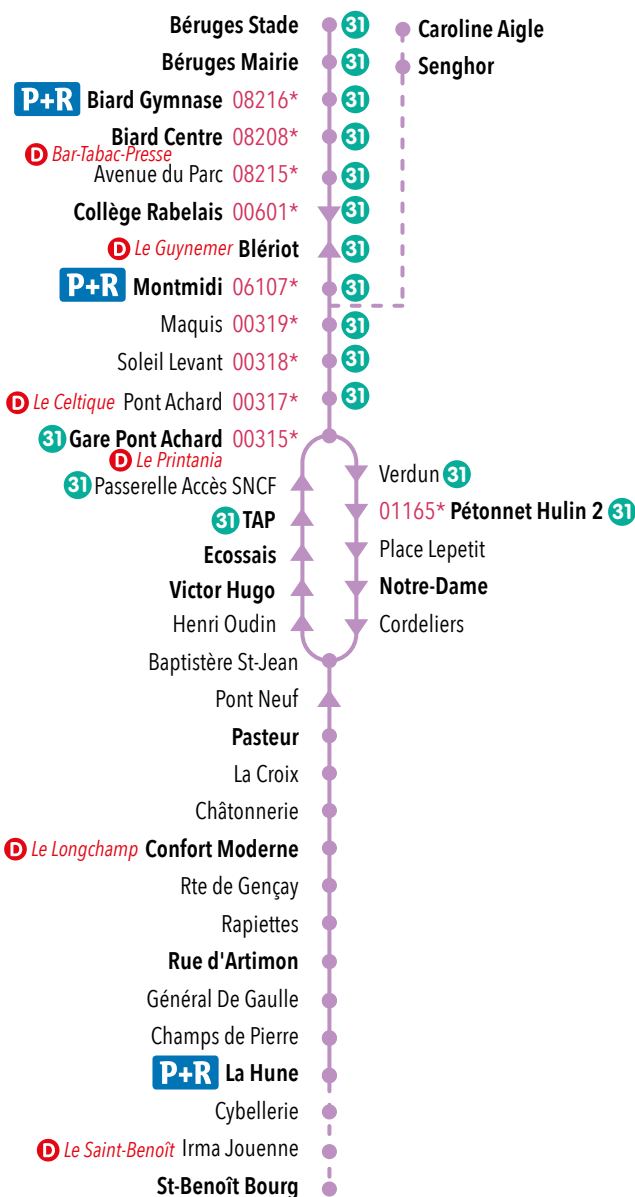 Béruges Stade 31
Caroline Aigle
Béruges Mairie 31
Senghor
P+R Biard Gymnase 08216* 31
Biard Centre 08208* 31
D Bar-Tabac-Presse
Avenue du Parc 08215* 31
Collège Rabelais 00601* 31
D Le Guynemer Blériot 31
P+R Montmidi 06107* 31
Maquis 00319* 31
Soleil Levant 00318* 31
D Le Celtique Pont Achard 00317* 31
31 Gare Pont Achard 00315*
D Le Printania
31 Passerelle Accès SNCF
Verdun 31
31 TAP
01165* Pétonnet Hulin 2 31
Ecossais
Place Lepetit
Victor Hugo
Notre-Dame
Henri Oudin
Cordeliers
Baptistère St-Jean
Pont Neuf
Pasteur
La Croix
Châtonnerie
D Le Longchamp Confort Moderne
Rte de Gençay
Rapiettes
Rue d'Artimon
Général De Gaulle
Champs de Pierre
P+R La Hune
Cybellerie
D Le Saint-Benoît Irma Jouenne
St-Benoît Bourg